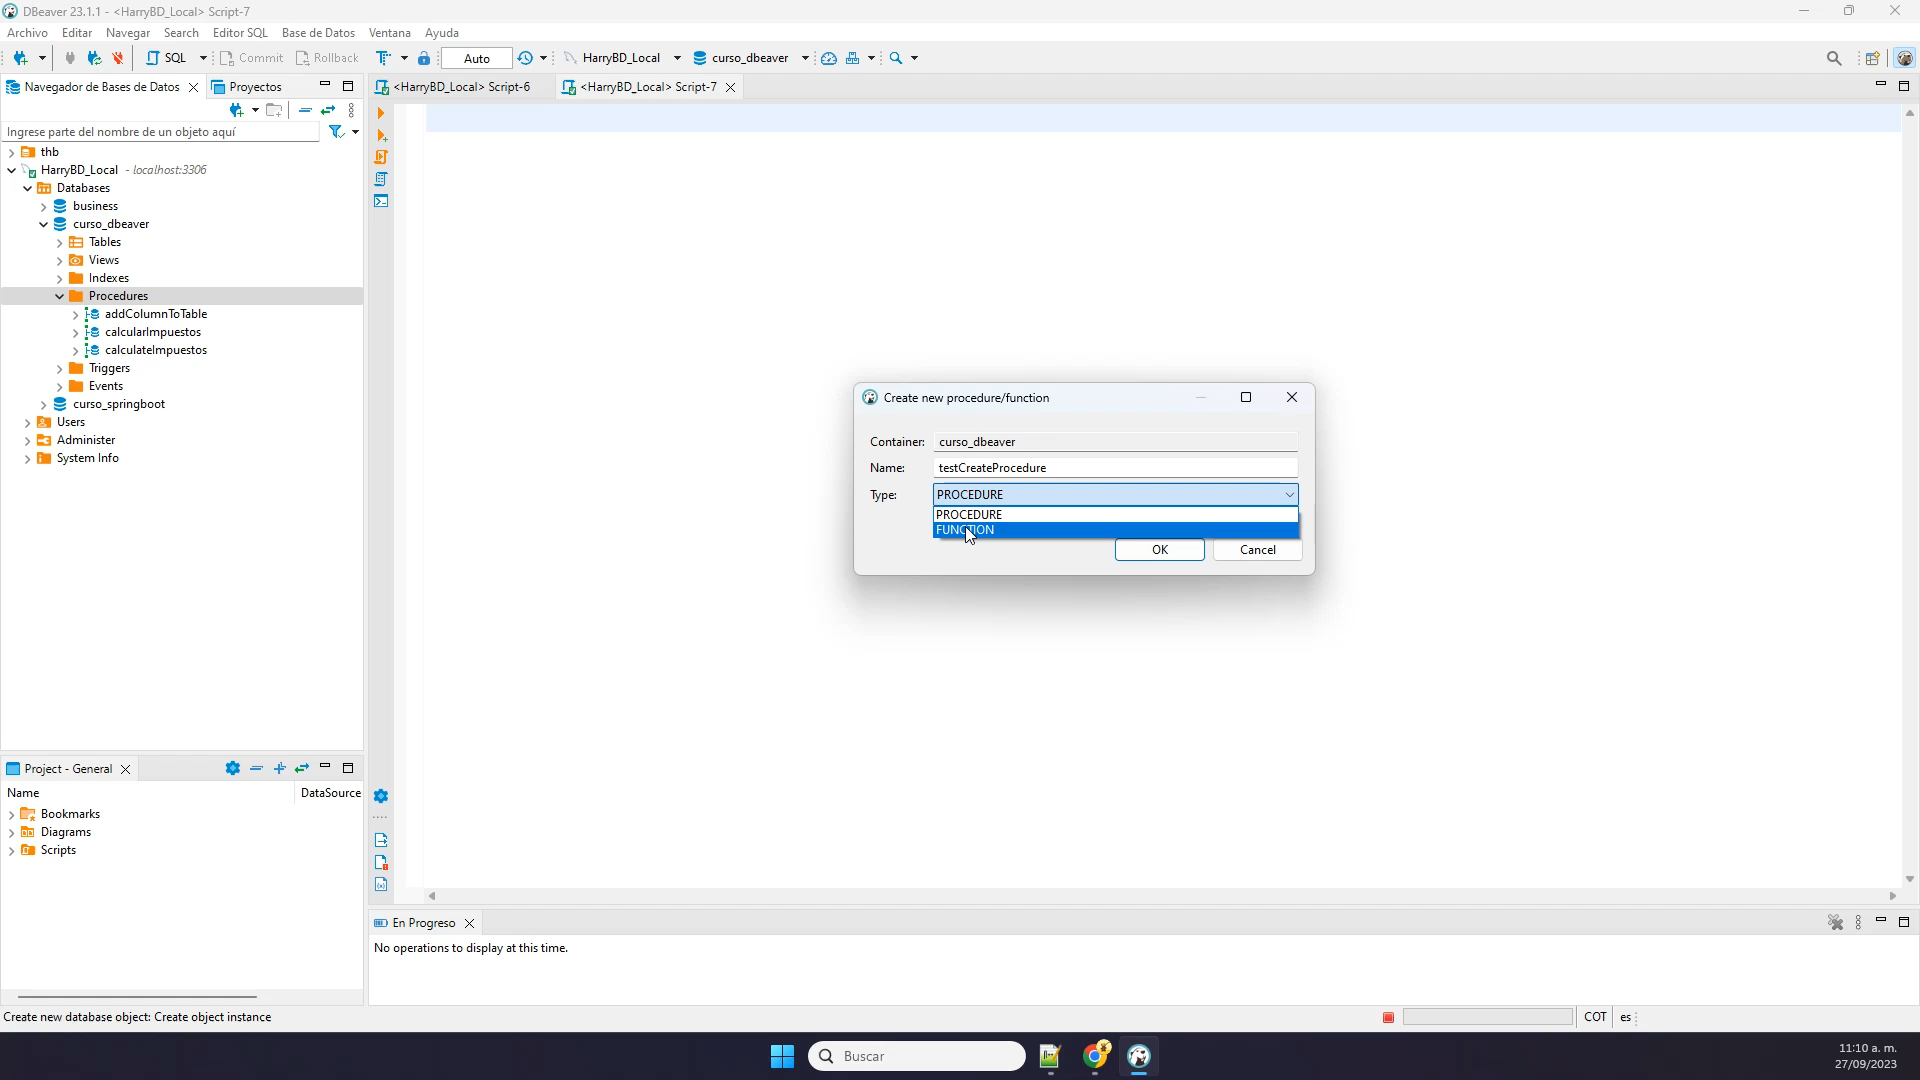 DBeaver 23.1.1 - <HarryBD_Local> Script-7
Archivo Editar Navegar Search Editor SQL Base de Datos Ventana Ayuda
SQL Commit Rollback Auto HarryBD_Local curso_dbeaver
Navegador de Bases de Datos Proyectos
<HarryBD_Local> Script-6 <HarryBD_Local> Script-7
Ingrese parte del nombre de un objeto aquí
thb
HarryBD_Local - localhost:3306
Databases
business
curso_dbeaver
Tables
Views
Indexes
Procedures
addColumnToTable
calcularImpuestos
calculateImpuestos
Triggers
Events
curso_springboot
Users
Administer
System Info
Create new procedure/function
Container: curso_dbeaver
Name: testCreateProcedure
Type: PROCEDURE
PROCEDURE
FUNCTION
OK Cancel
Project - General
Name DataSource
Bookmarks
Diagrams
Scripts
En Progreso
No operations to display at this time.
Create new database object: Create object instance
COT es
Buscar
11:10 a. m.
27/09/2023